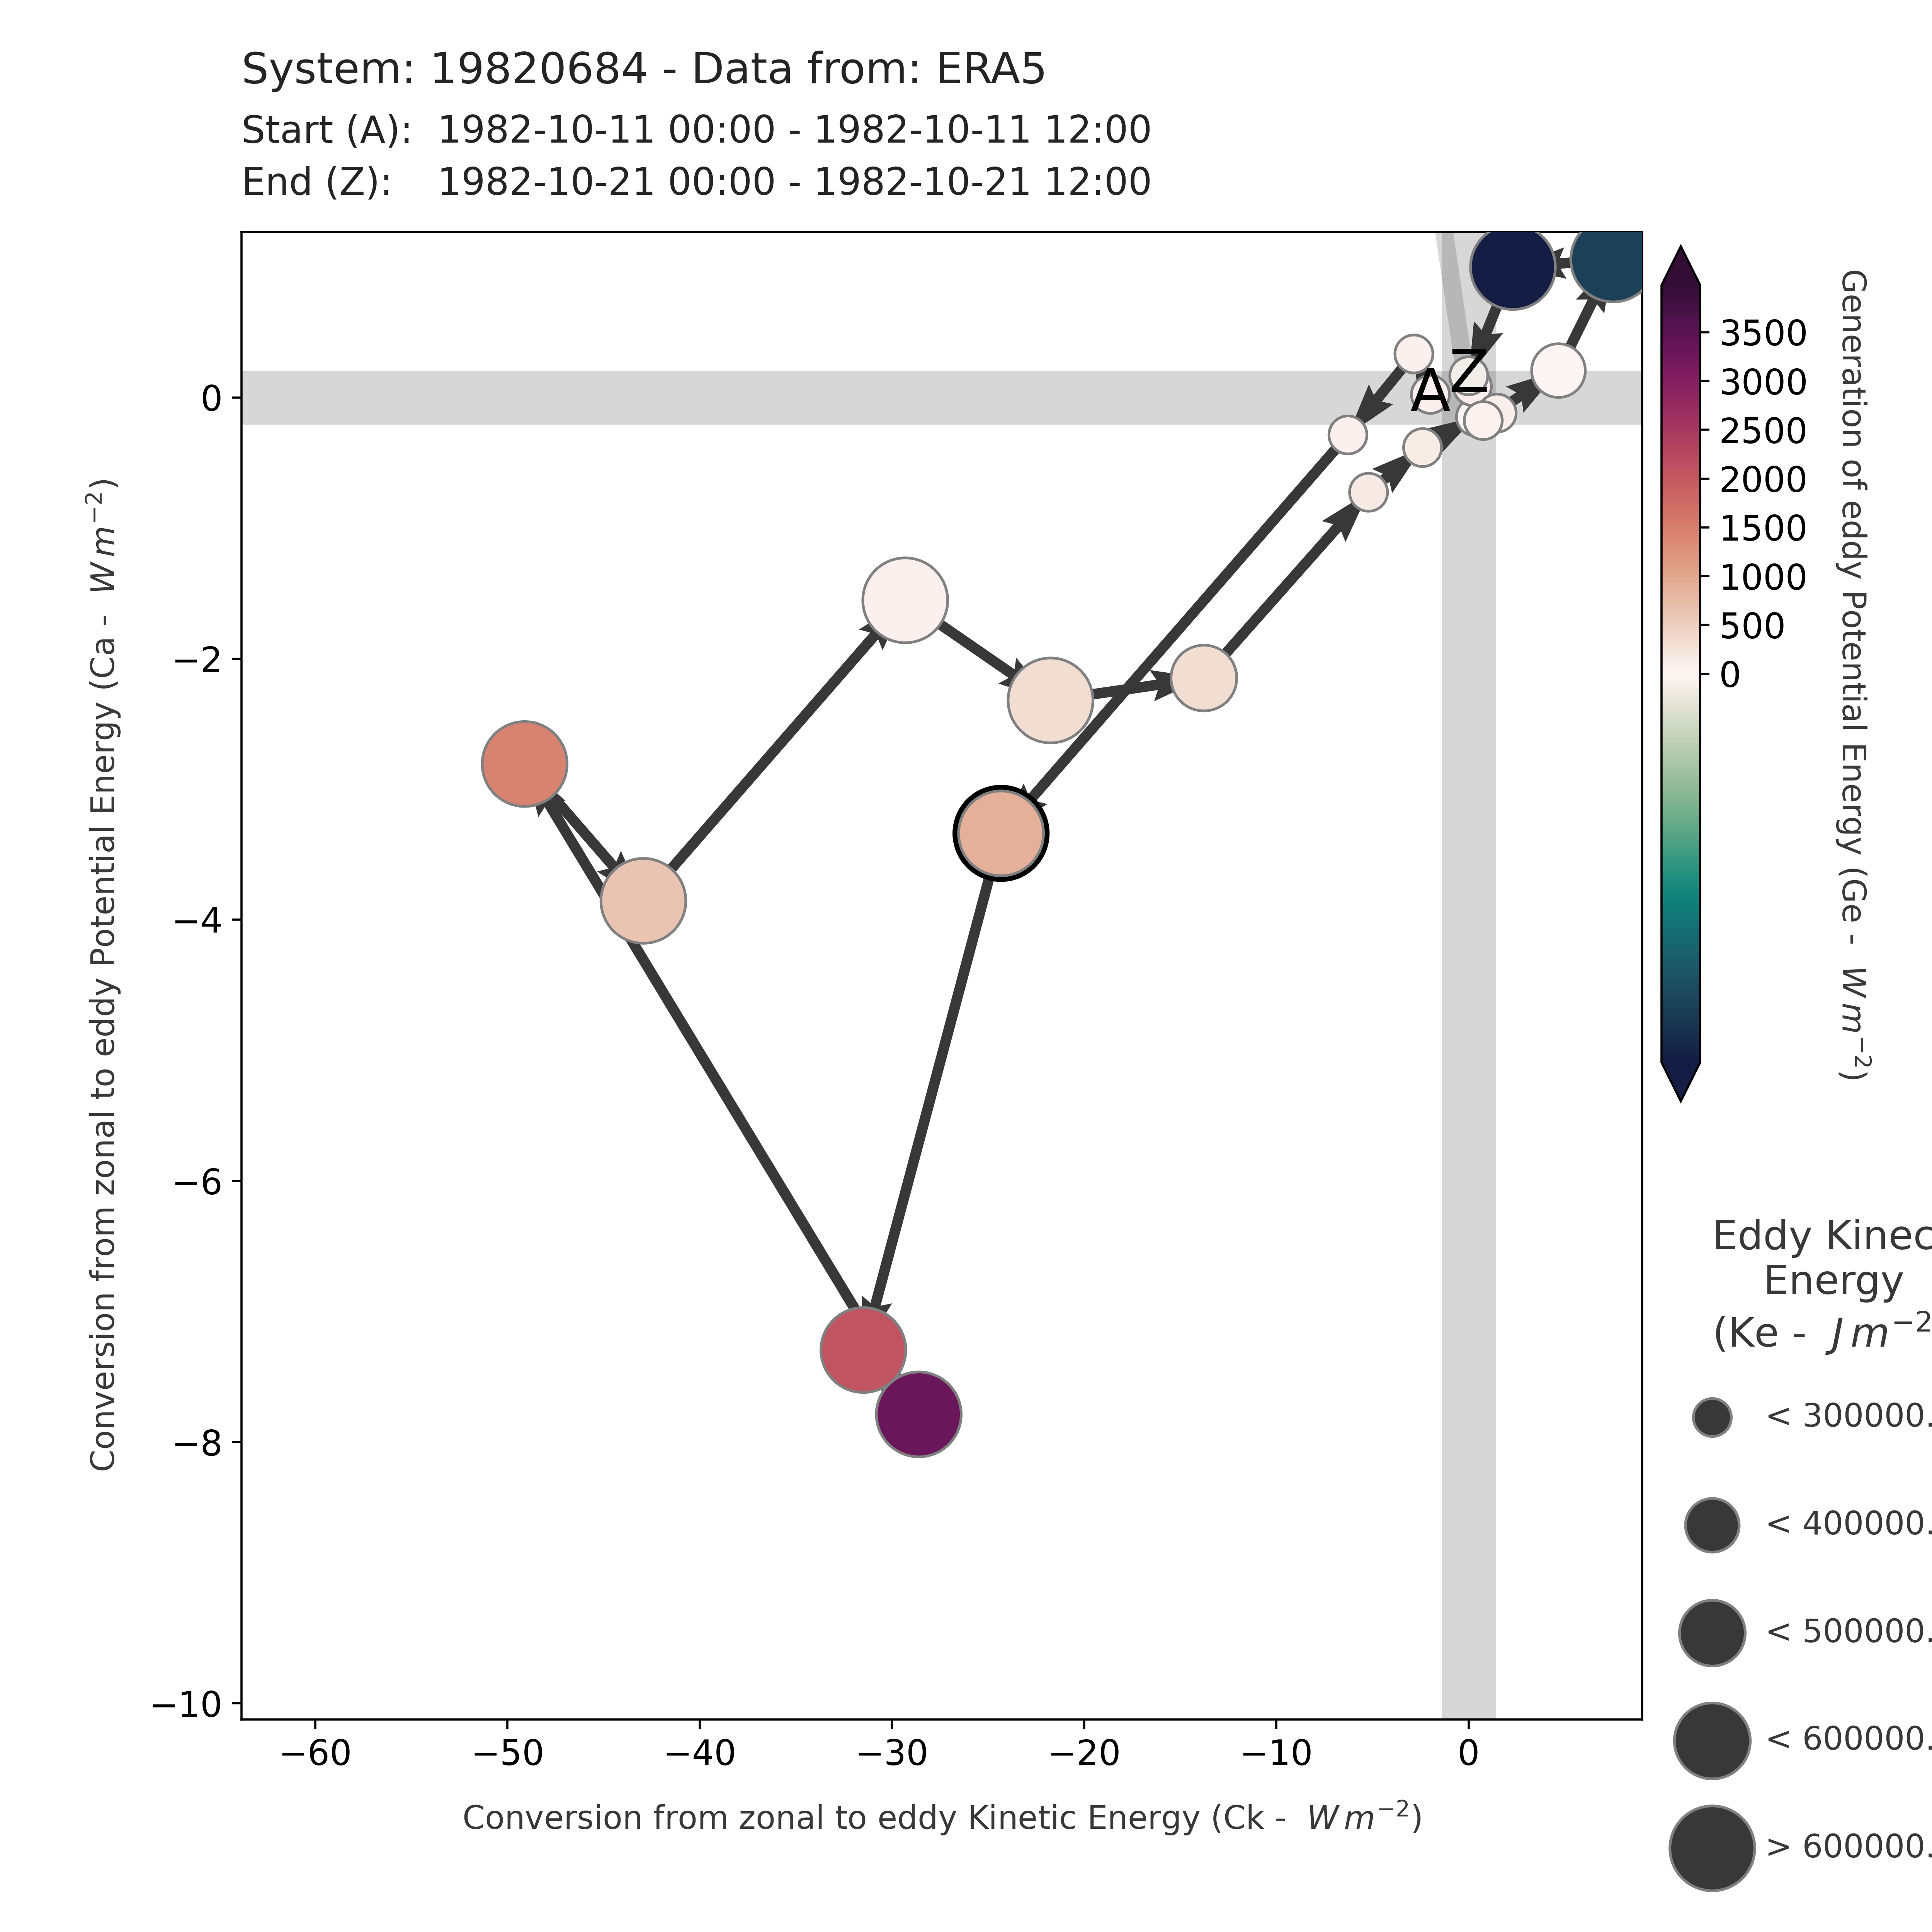 System: 19820684 - Data from: ERA5
Start (A): 1982-10-11 00:00 - 1982-10-11 12:00
End (Z): 1982-10-21 00:00 - 1982-10-21 12:00
Conversion from zonal to eddy Potential Energy (Ca - W m⁻²)
0
−2
−4
−6
−8
−10
A
Z
−60
−50
−40
−30
−20
−10
0
Conversion from zonal to eddy Kinetic Energy (Ck - W m⁻²)
3500
3000
2500
2000
1500
1000
500
0
Generation of eddy Potential Energy (Ge - W m⁻²)
Eddy Kinec
Energy
(Ke - J m⁻²
< 300000.
< 400000.
< 500000.
< 600000.
> 600000.